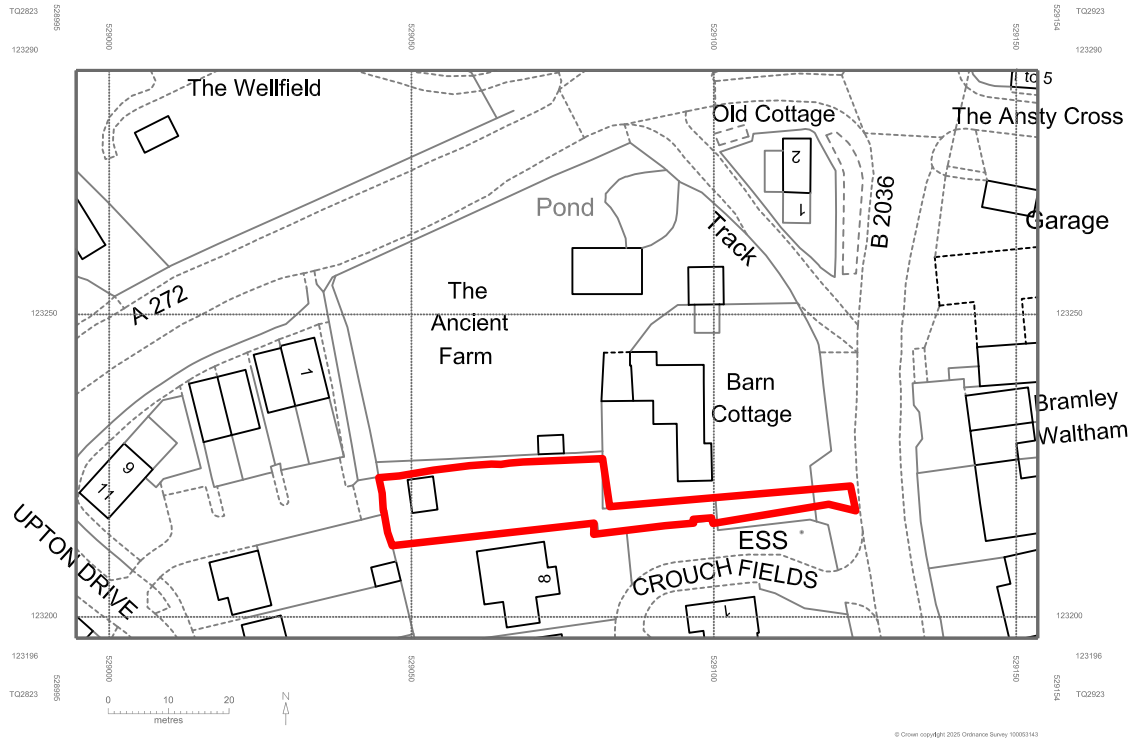 TQ2823
528995
529000
529050
529100
529150
529154
TQ2923
123290
123290
The Wellfield
1 to 5
Old Cottage
The Ansty Cross
2
1
Pond
B 2036
Garage
Track
A 272
The
Ancient
Farm
123250
123250
1
Barn
Cottage
Bramley
Waltham
9
11
UPTON DRIVE
ESS
8
CROUCH FIELDS
1
123200
123200
123196
123196
TQ2823
528995
529000
529050
529100
529150
529154
TQ2923
0
10
20
metres
N
© Crown copyright 2025 Ordnance Survey 100053143